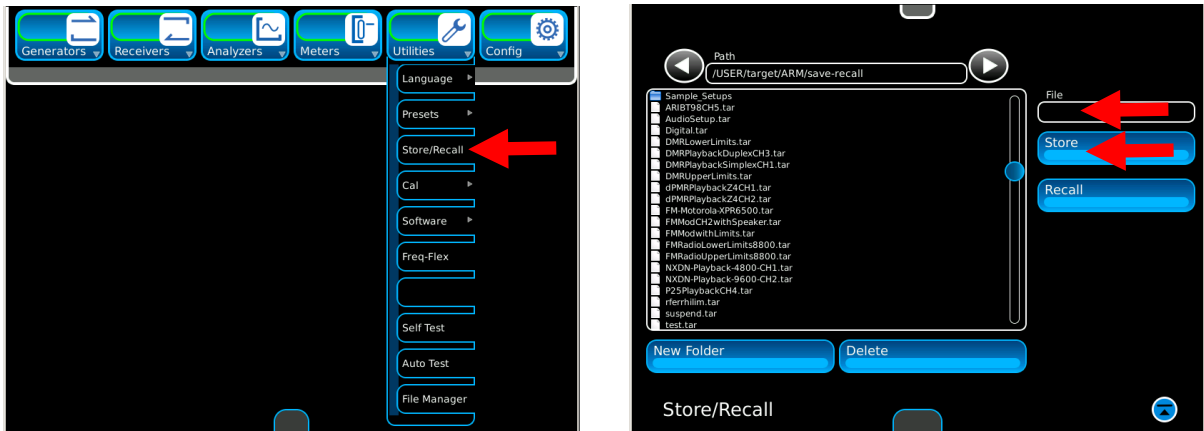 Generators Receivers Analyzers Meters Utilities Config
Language
Presets
Store/Recall
Cal
Software
Freq-Flex
Self Test
Auto Test
File Manager
Path
/USER/target/ARM/save-recall
Sample_Setups
ARIBT98CH5.tar
AudioSetup.tar
Digital.tar
DMRLowerLimits.tar
DMRPlaybackDuplexCH3.tar
DMRPlaybackSimplexCH1.tar
DMRUpperLimits.tar
dPMRPlaybackZ4CH1.tar
dPMRPlaybackZ4CH2.tar
FM-Motorola-XPR6500.tar
FMModCH2withSpeaker.tar
FMModwithLimits.tar
FMRadioLowerLimits8800.tar
FMRadioUpperLimits8800.tar
NXDN-Playback-4800-CH1.tar
NXDN-Playback-9600-CH2.tar
P25PlaybackCH4.tar
rferrhilim.tar
suspend.tar
test.tar
File
Store
Recall
New Folder Delete
Store/Recall